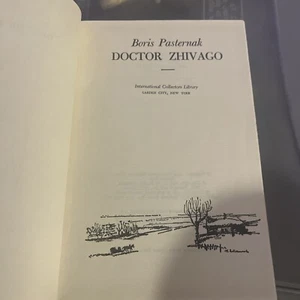 Boris Pasternak
DOCTOR ZHIVAGO
International Collectors Library
GARDEN CITY, NEW YORK